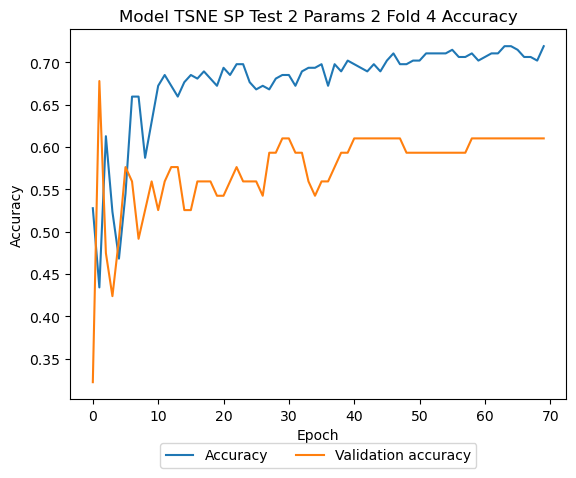 Model TSNE SP Test 2 Params 2 Fold 4 Accuracy
0.70
0.65
0.60
0.55
0.50
0.45
0.40
0.35
Accuracy
0 10 20 30 40 50 60 70
Epoch
Accuracy Validation accuracy